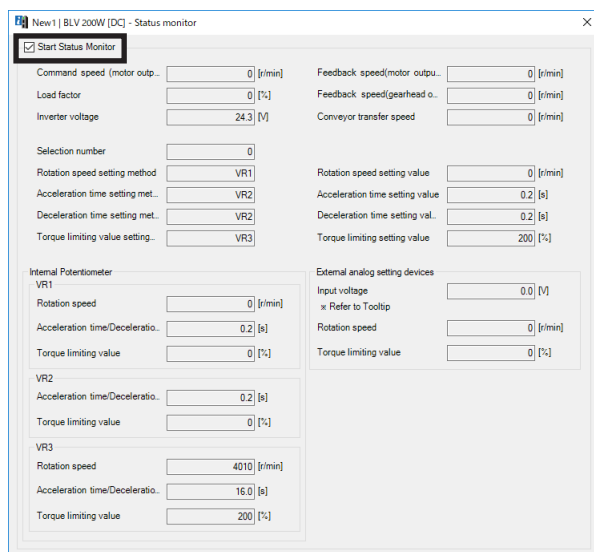 New1 | BLV 200W [DC] - Status monitor
Start Status Monitor
Command speed (motor outp... 0 [r/min] Feedback speed(motor outpu... 0 [r/min]
Load factor 0 [%] Feedback speed(gearhead o... 0 [r/min]
Inverter voltage 24.3 [V] Conveyor transfer speed 0 [r/min]
Selection number 0
Rotation speed setting method VR1 Rotation speed setting value 0 [r/min]
Acceleration time setting met... VR2 Acceleration time setting value 0.2 [s]
Deceleration time setting met... VR2 Deceleration time setting val... 0.2 [s]
Torque limiting value setting... VR3 Torque limiting setting value 200 [%]
Internal Potentiometer
VR1
Rotation speed 0 [r/min]
Acceleration time/Deceleratio... 0.2 [s]
Torque limiting value 0 [%]
VR2
Acceleration time/Deceleratio... 0.2 [s]
Torque limiting value 0 [%]
VR3
Rotation speed 4010 [r/min]
Acceleration time/Deceleratio... 16.0 [s]
Torque limiting value 200 [%]
External analog setting devices
Input voltage 0.0 [V]
※ Refer to Tooltip
Rotation speed 0 [r/min]
Torque limiting value 0 [%]